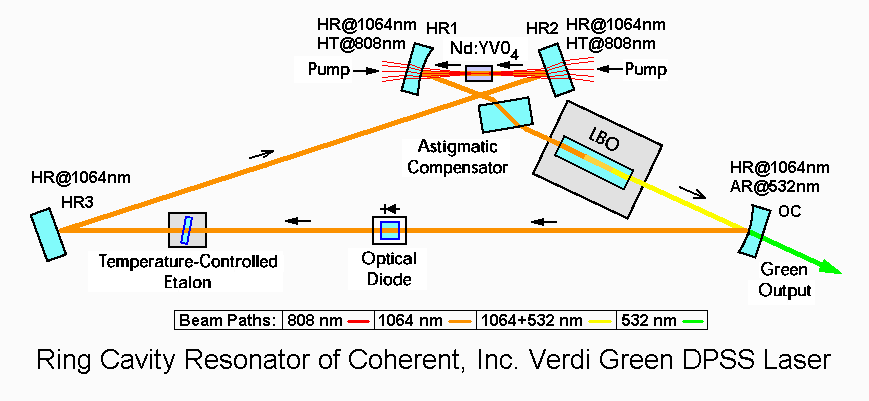 HR@1064nm
HT@808nm
HR1
HR2
HR@1064nm
HT@808nm
Nd:YVO4
Pump
Pump
Astigmatic
Compensator
LBO
HR@1064nm
AR@532nm
OC
HR@1064nm
HR3
Temperature-Controlled
Etalon
Optical
Diode
Green
Output
Beam Paths: 808 nm 1064 nm 1064+532 nm 532 nm
Ring Cavity Resonator of Coherent, Inc. Verdi Green DPSS Laser